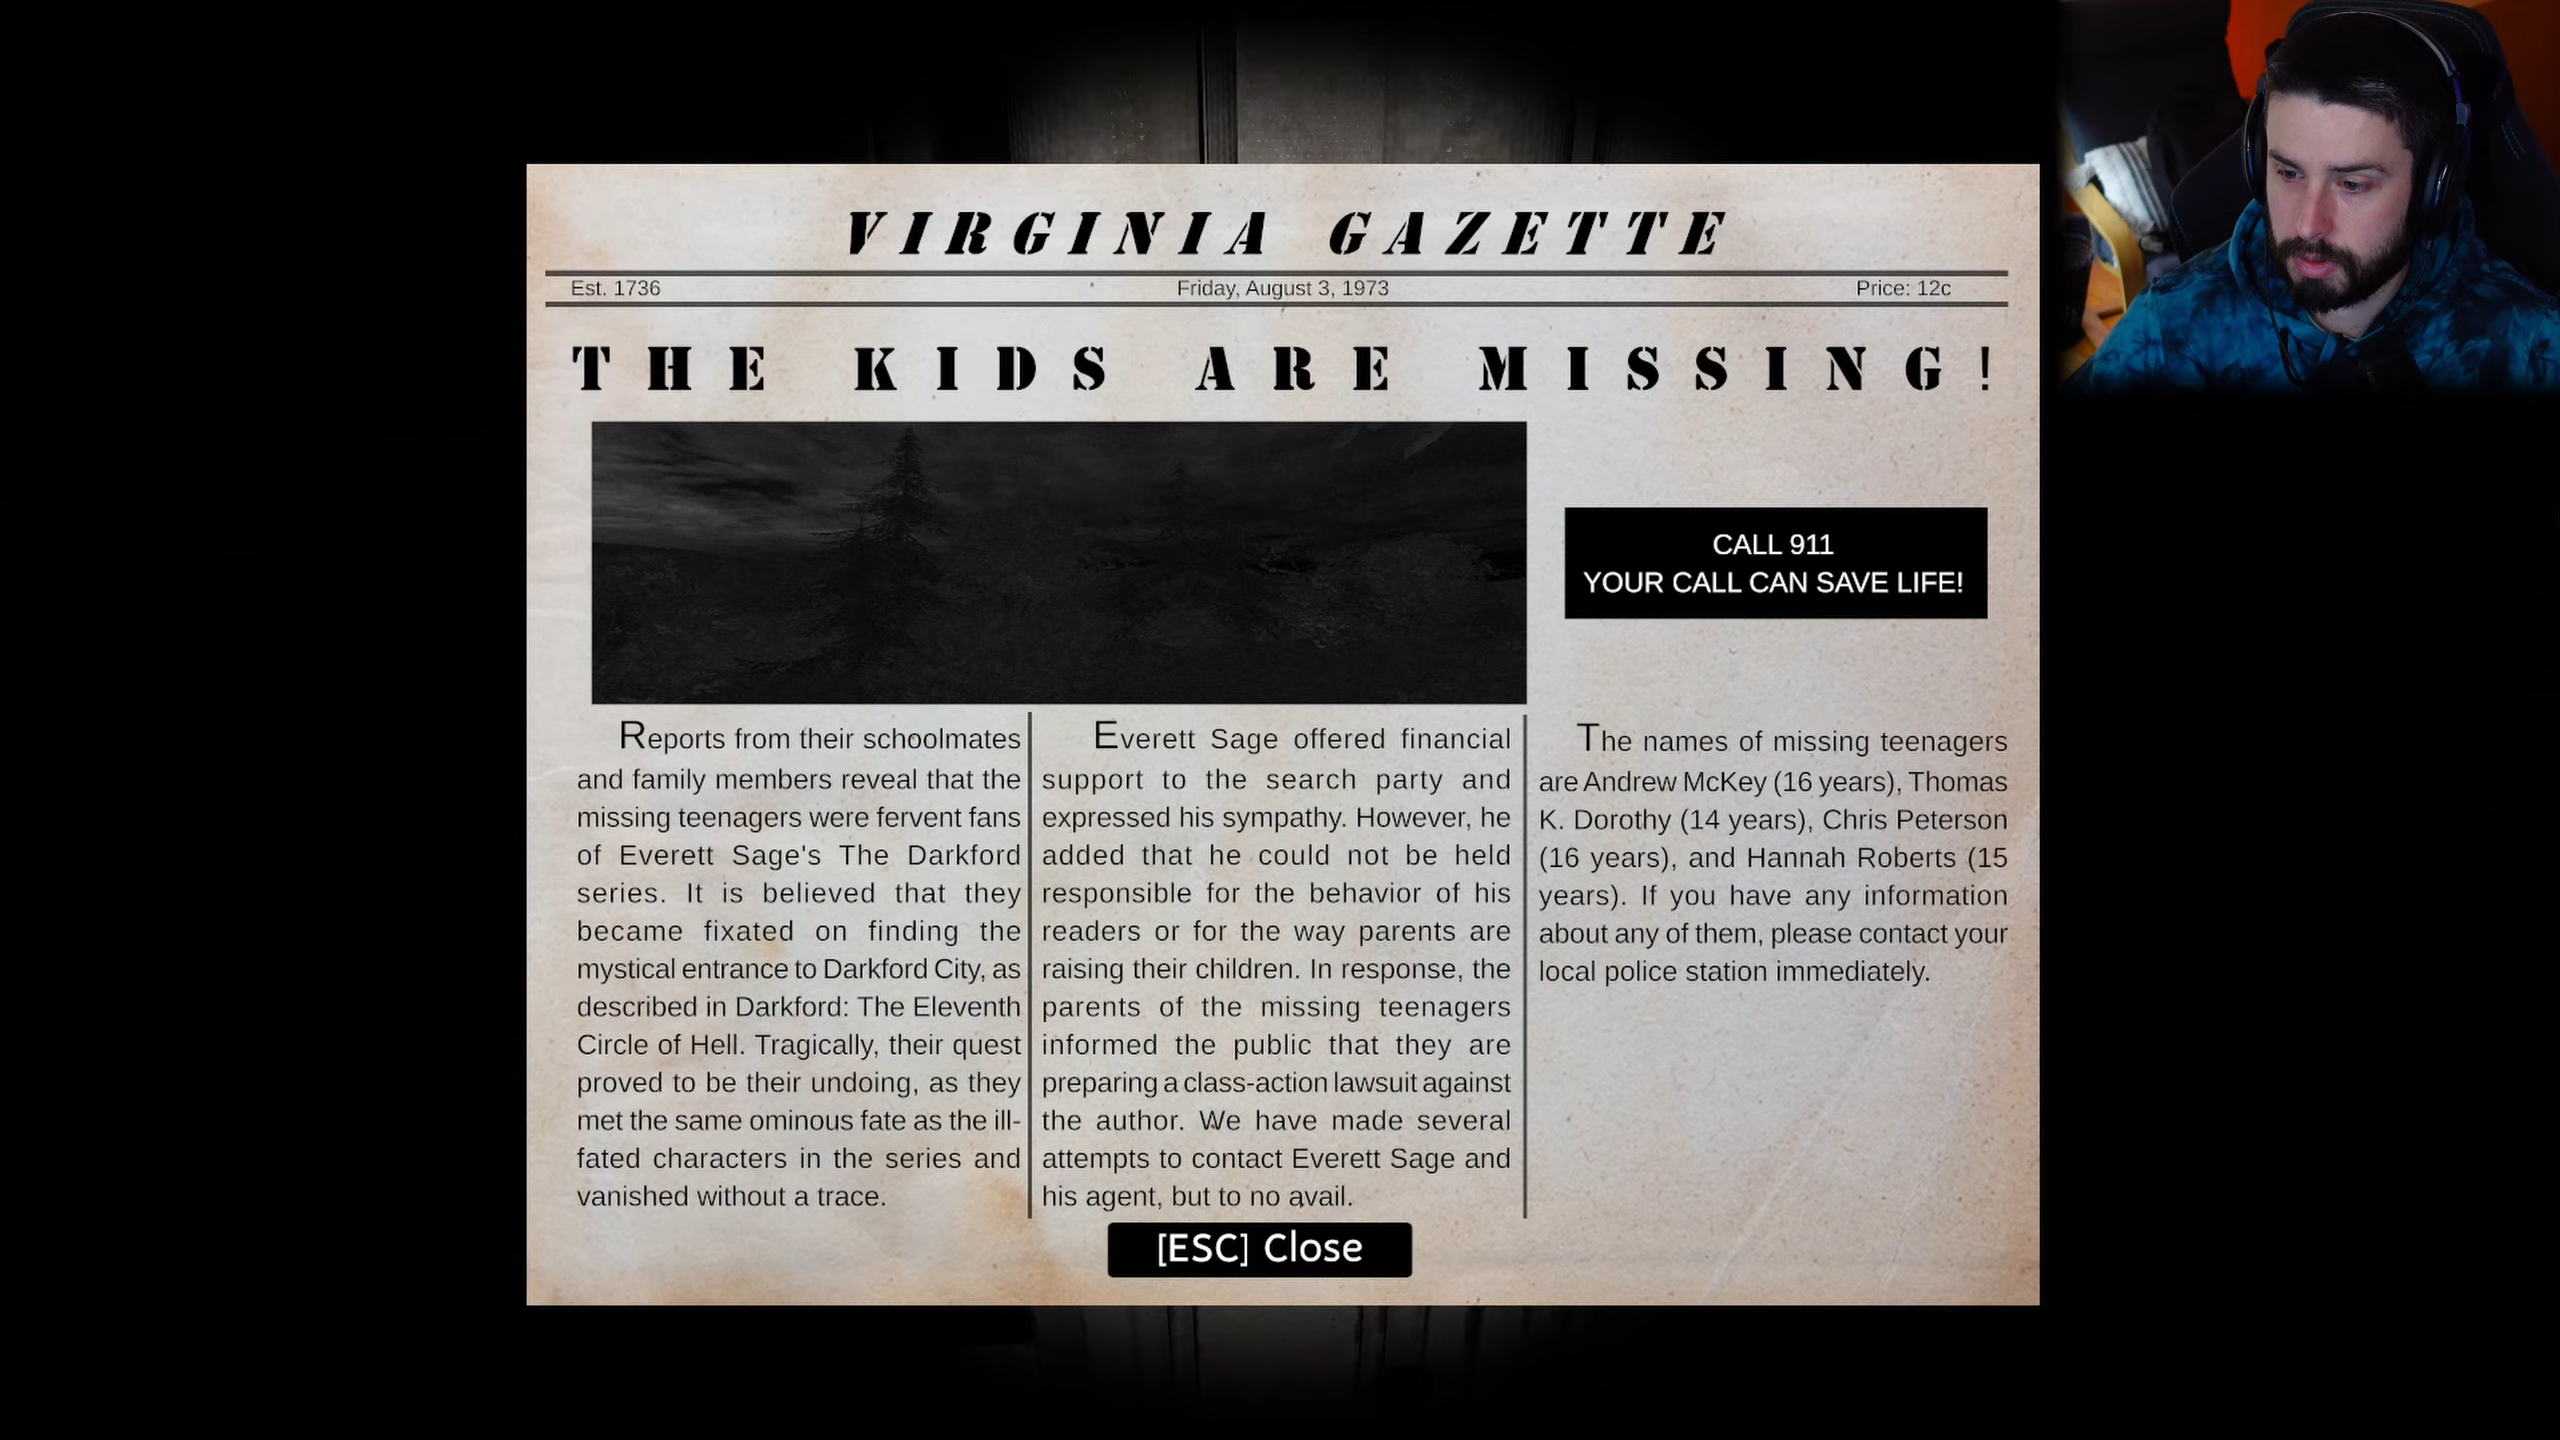 VIRGINIA GAZETTE
Est. 1736
Friday, August 3, 1973
Price: 12c
THE KIDS ARE MISSING!
CALL 911
YOUR CALL CAN SAVE LIFE!
Reports from their schoolmates
and family members reveal that the
missing teenagers were fervent fans
of Everett Sage's The Darkford
series. It is believed that they
became fixated on finding the
mystical entrance to Darkford City, as
described in Darkford: The Eleventh
Circle of Hell. Tragically, their quest
proved to be their undoing, as they
met the same ominous fate as the ill-
fated characters in the series and
vanished without a trace.
Everett Sage offered financial
support to the search party and
expressed his sympathy. However, he
added that he could not be held
responsible for the behavior of his
readers or for the way parents are
raising their children. In response, the
parents of the missing teenagers
informed the public that they are
preparing a class-action lawsuit against
the author. We have made several
attempts to contact Everett Sage and
his agent, but to no avail.
The names of missing teenagers
are Andrew McKey (16 years), Thomas
K. Dorothy (14 years), Chris Peterson
(16 years), and Hannah Roberts (15
years). If you have any information
about any of them, please contact your
local police station immediately.
[ESC] Close